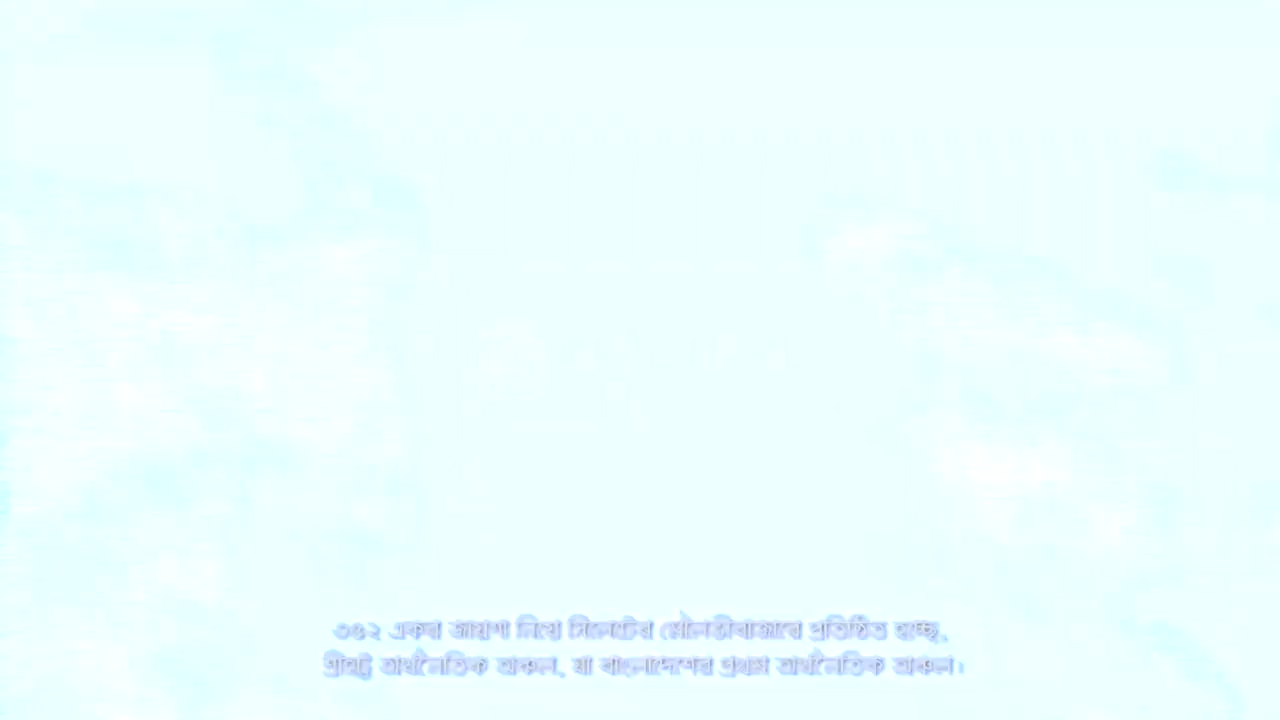 ৩৫২ একর জায়গা নিয়ে সিলেটের মৌলভীবাজারে প্রতিষ্ঠিত হচ্ছে,
শ্রীহট্ট অর্থনৈতিক অঞ্চল, যা বাংলাদেশের প্রথম অর্থনৈতিক অঞ্চল।